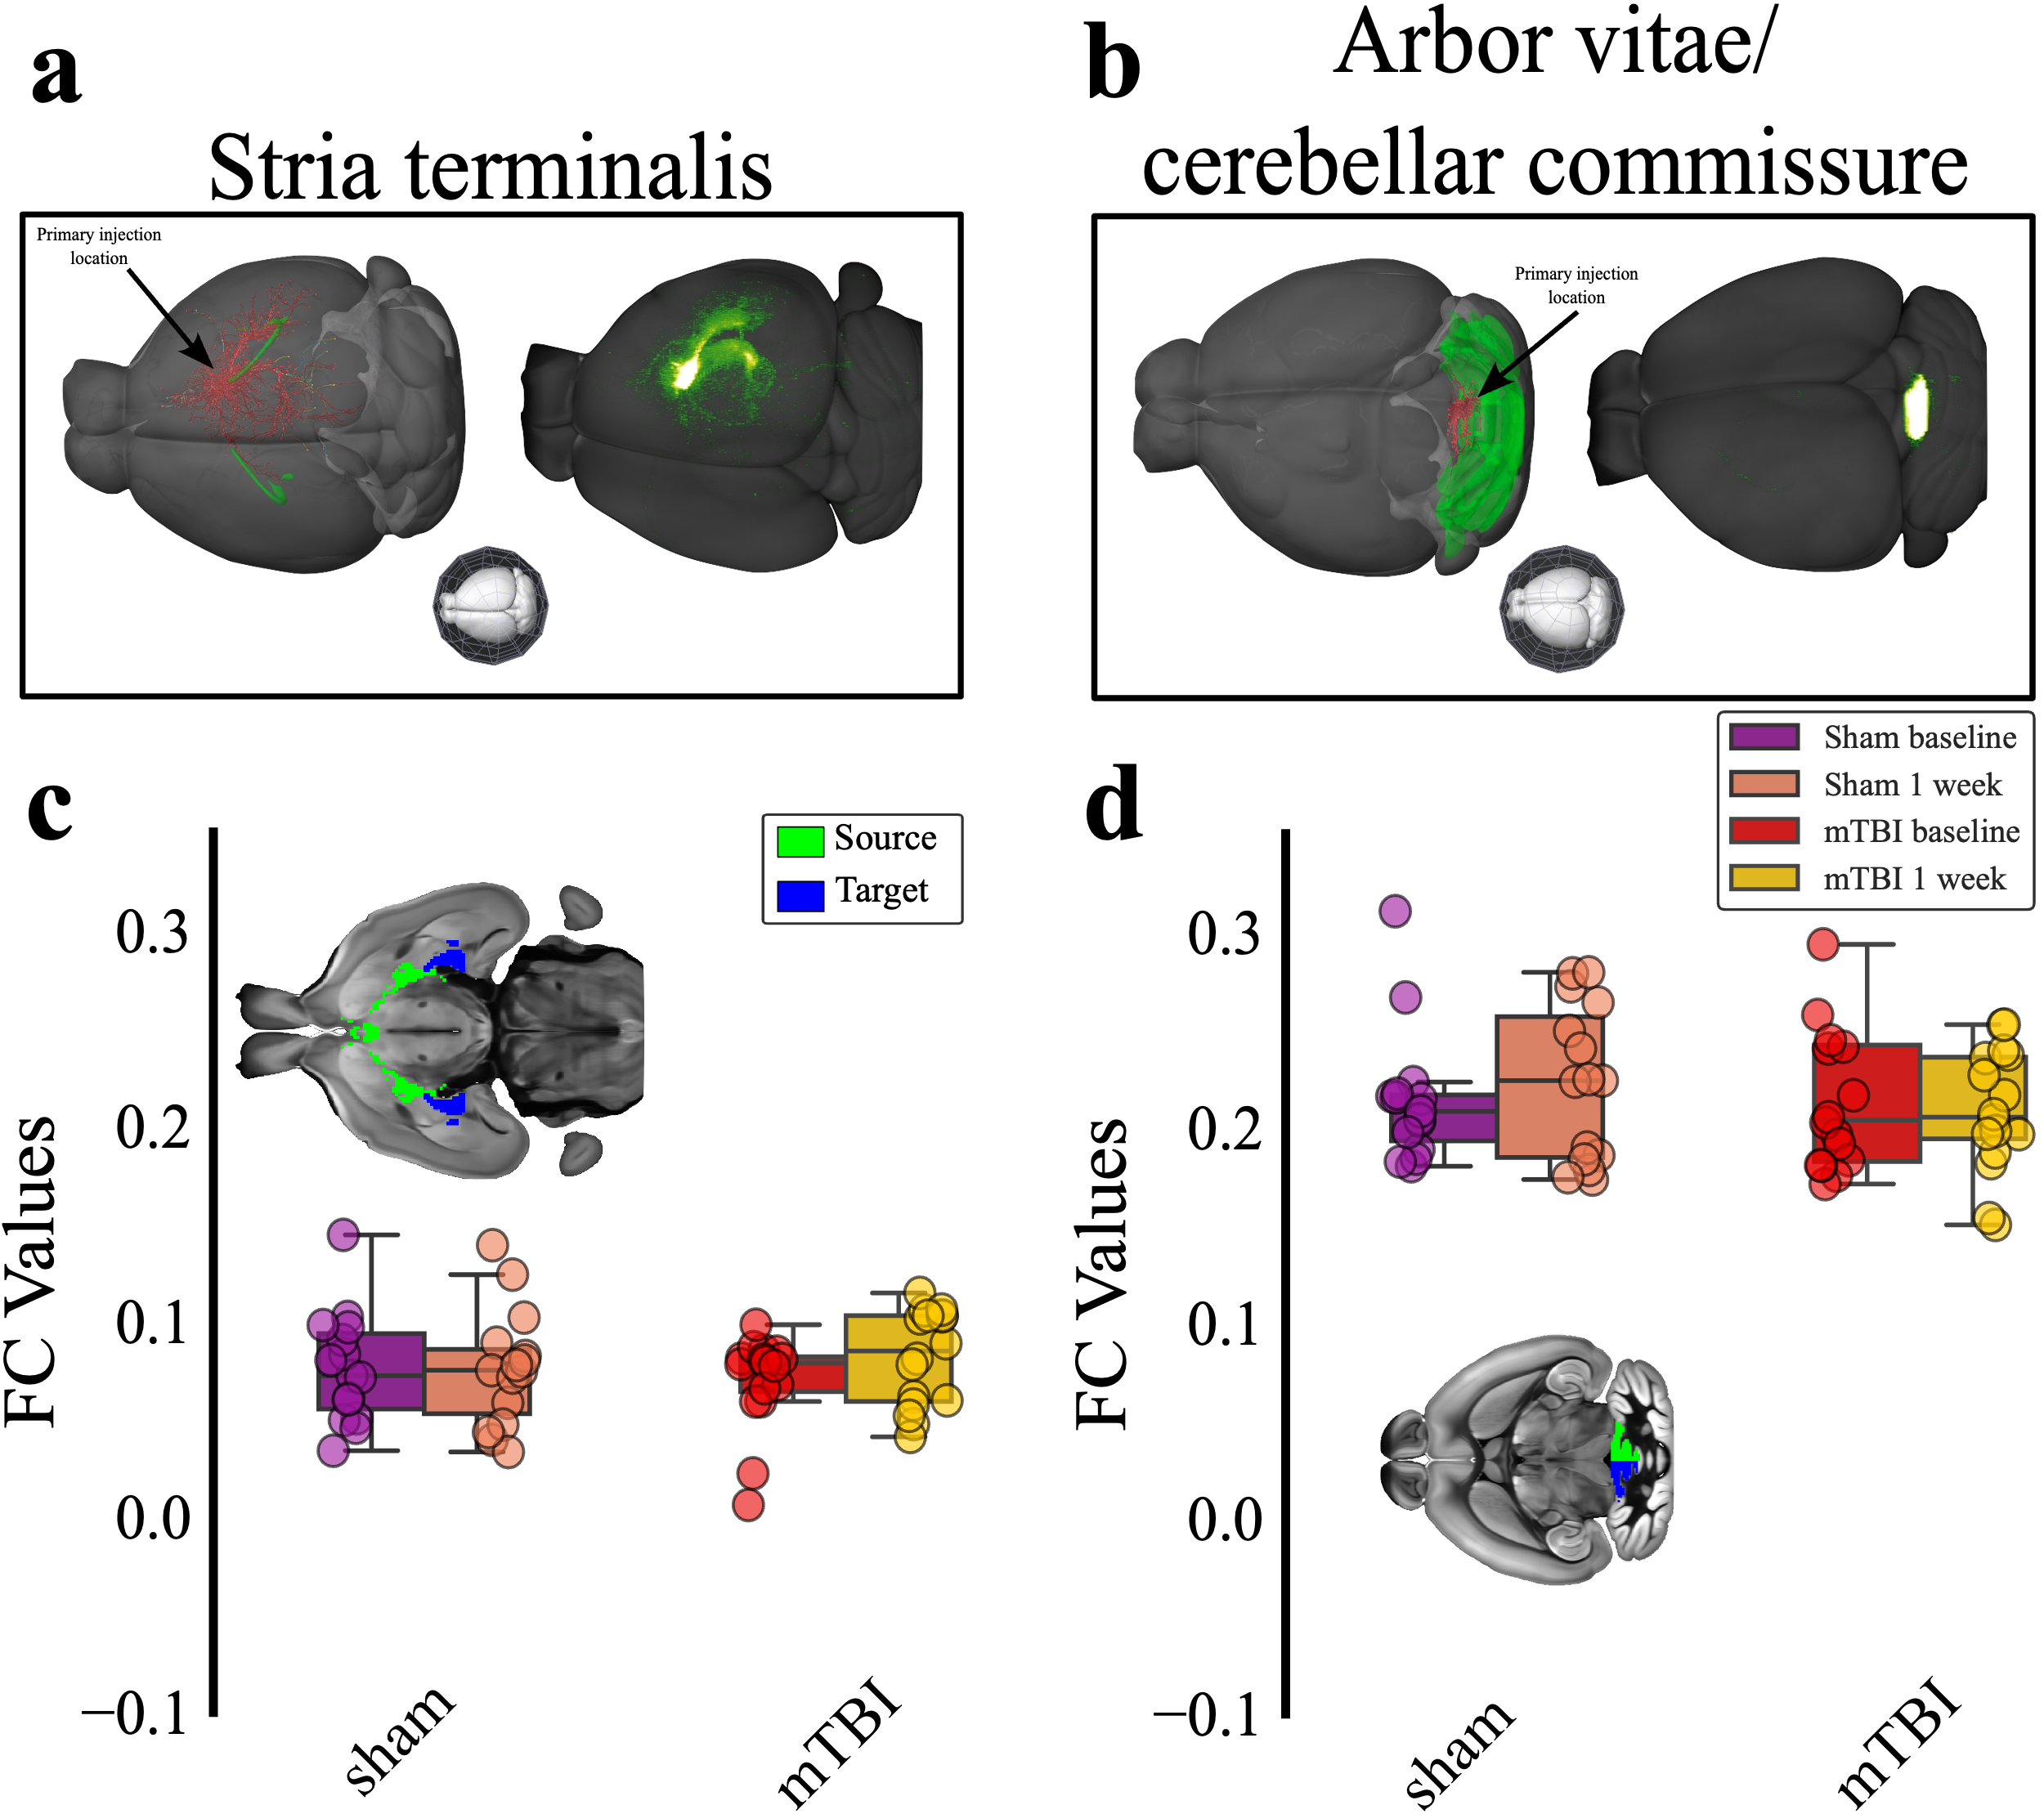 a
Stria terminalis
Primary injection
location
b
Arbor vitae/
cerebellar commissure
Primary injection
location
c
Source
Target
FC Values
0.3
0.2
0.1
0.0
−0.1
sham
mTBI
d
Sham baseline
Sham 1 week
mTBI baseline
mTBI 1 week
FC Values
0.3
0.2
0.1
0.0
−0.1
sham
mTBI